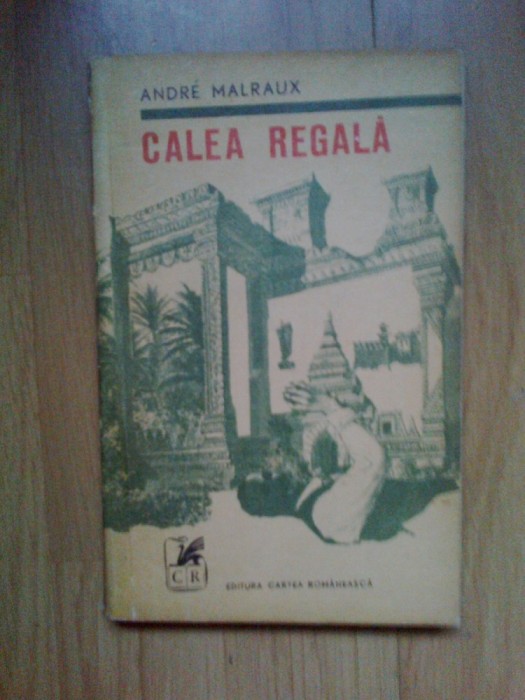 ANDRÉ MALRAUX
CALEA REGALĂ
CR
EDITURA CARTEA ROMÂNEASCĂ